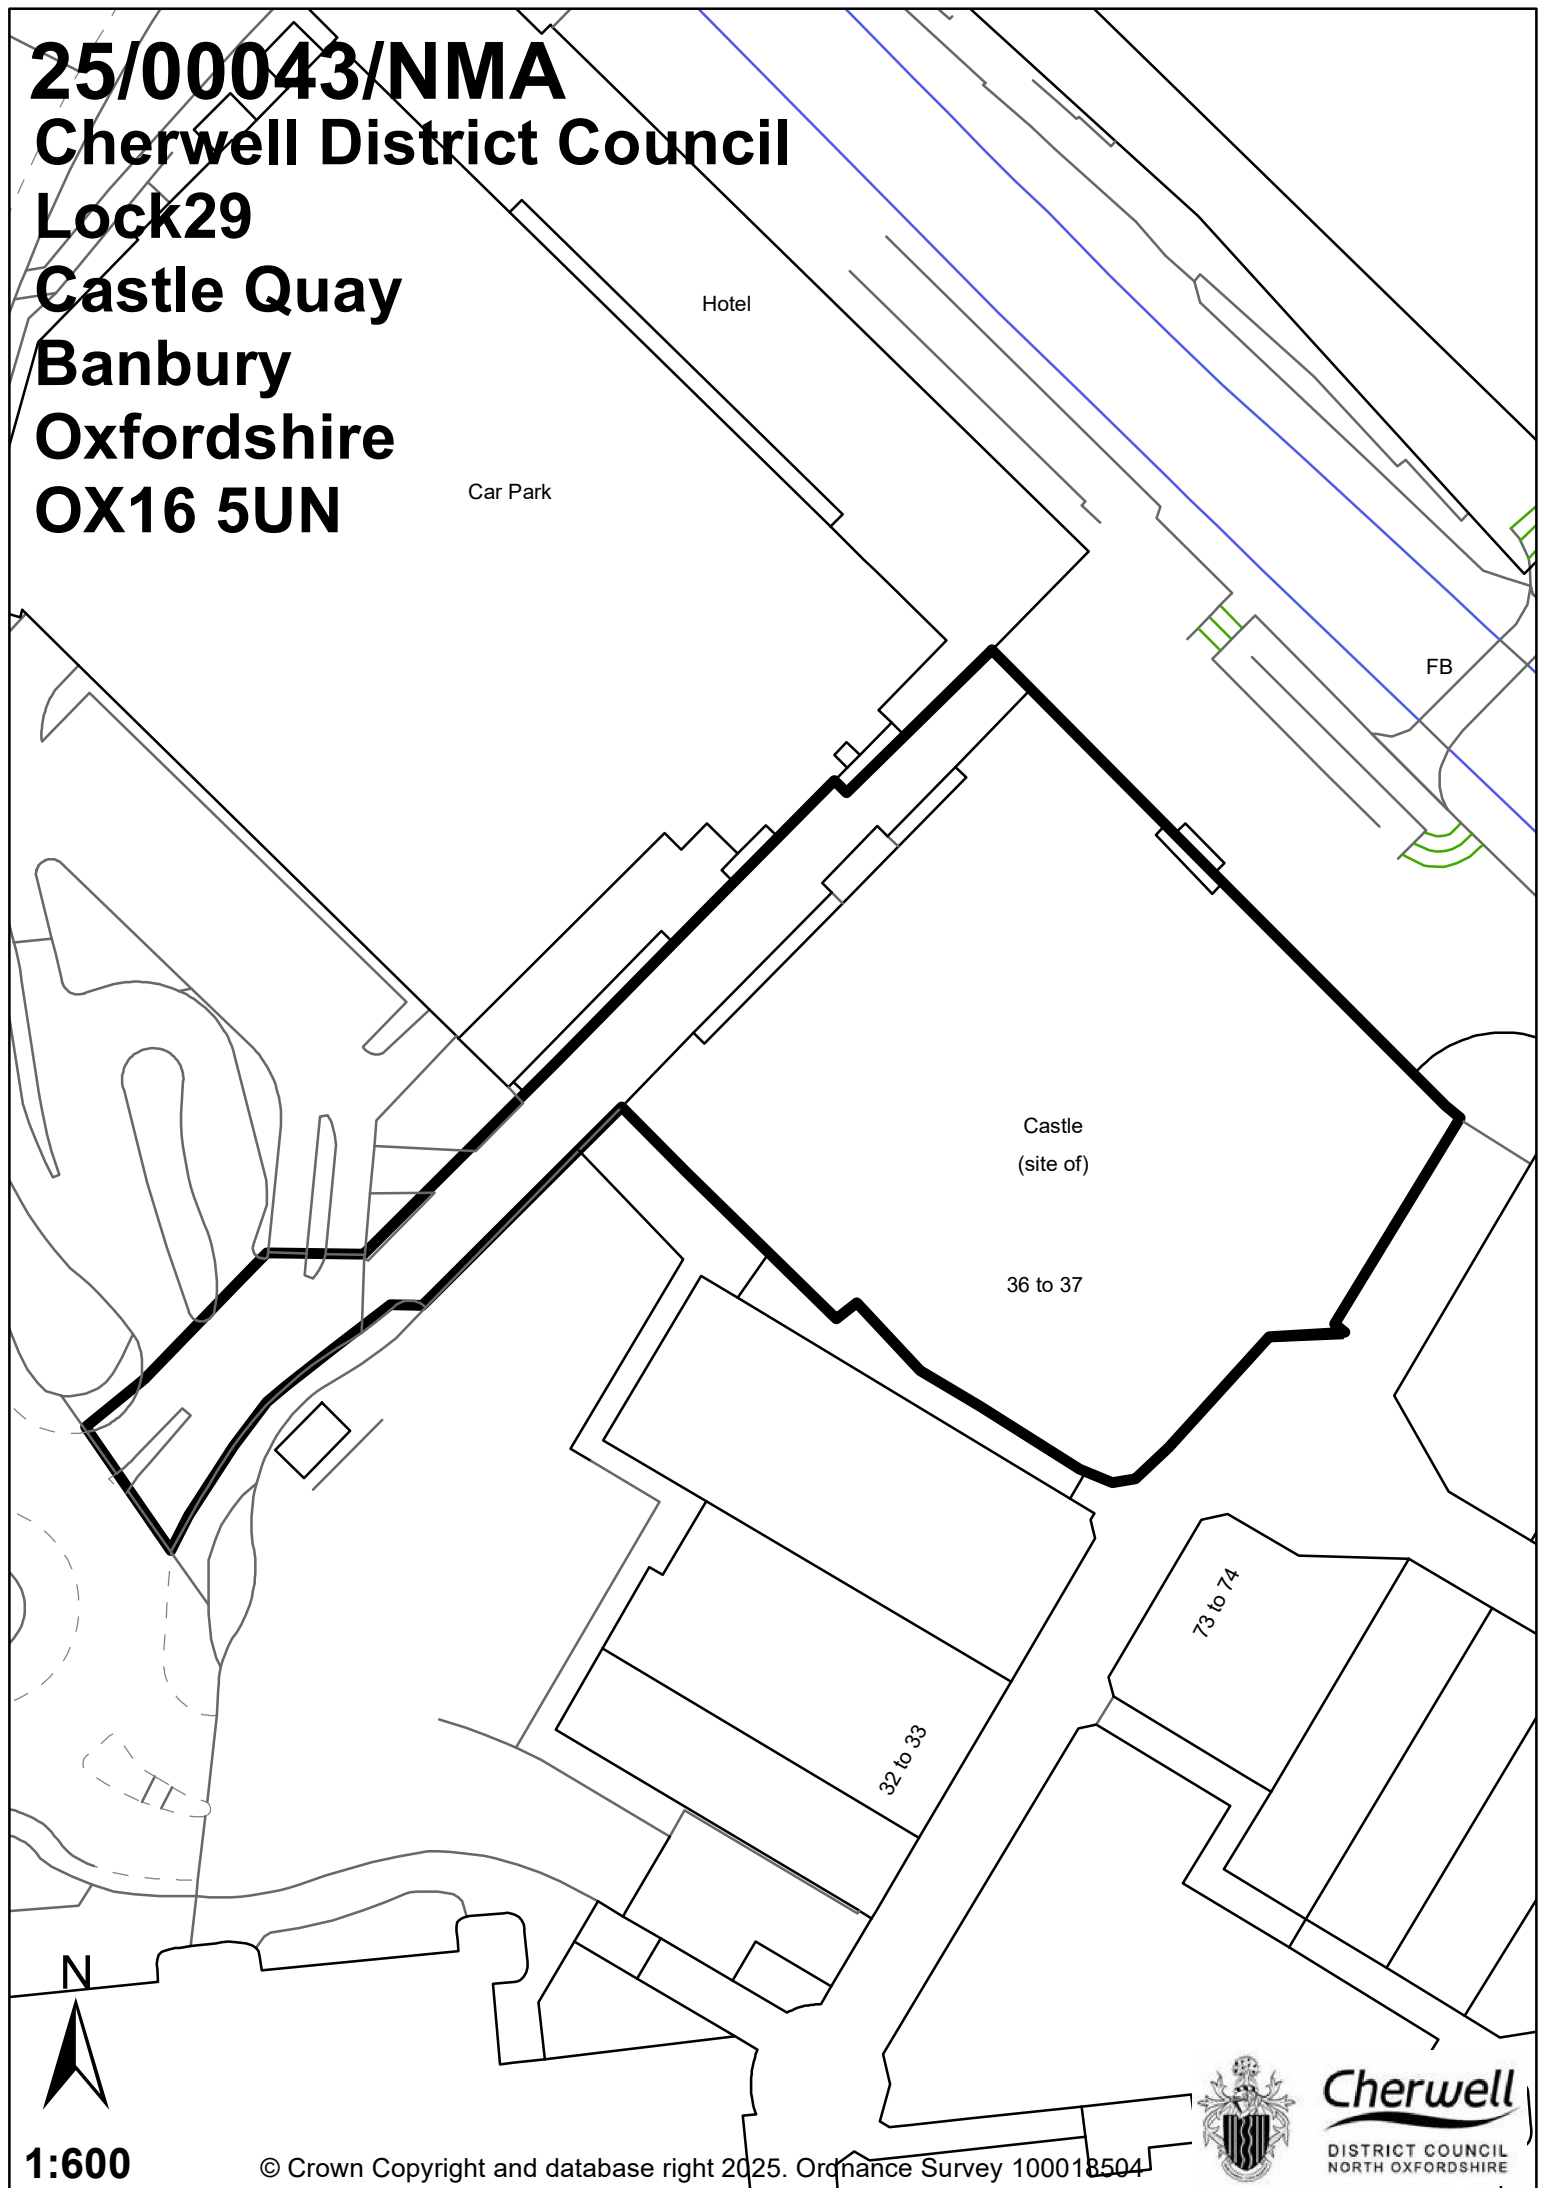 25/00043/NMA
Cherwell District Council
Lock29
Castle Quay
Banbury
Oxfordshire
OX16 5UN
Hotel
Car Park
FB
Castle
(site of)
36 to 37
73 to 74
32 to 33
N
1:600
© Crown Copyright and database right 2025. Ordnance Survey 100018504
Cherwell
DISTRICT COUNCIL
NORTH OXFORDSHIRE